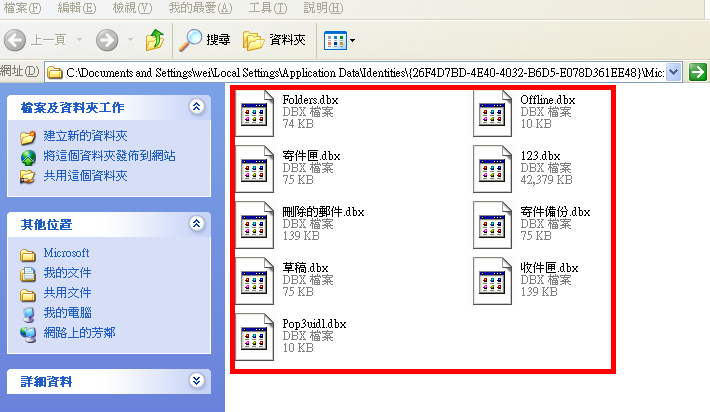 檔案(F) 編輯(E) 檢視(V) 我的最愛(A) 工具(T) 說明(H)
上一頁 搜尋 資料夾
網址(D) C:\Documents and Settings\wei\Local Settings\Application Data\Identities\{26F4D7BD-4E40-4032-B6D5-E078D361EE48}\Mic
檔案及資料夾工作
建立新的資料夾
將這個資料夾發佈到網站
共用這個資料夾
其他位置
Microsoft
我的文件
共用文件
我的電腦
網路上的芳鄰
詳細資料
Folders.dbx
DBX 檔案
74 KB
Offline.dbx
DBX 檔案
10 KB
寄件匣.dbx
DBX 檔案
75 KB
123.dbx
DBX 檔案
42,379 KB
刪除的郵件.dbx
DBX 檔案
139 KB
寄件備份.dbx
DBX 檔案
75 KB
草稿.dbx
DBX 檔案
75 KB
收件匣.dbx
DBX 檔案
139 KB
Pop3uidl.dbx
DBX 檔案
10 KB